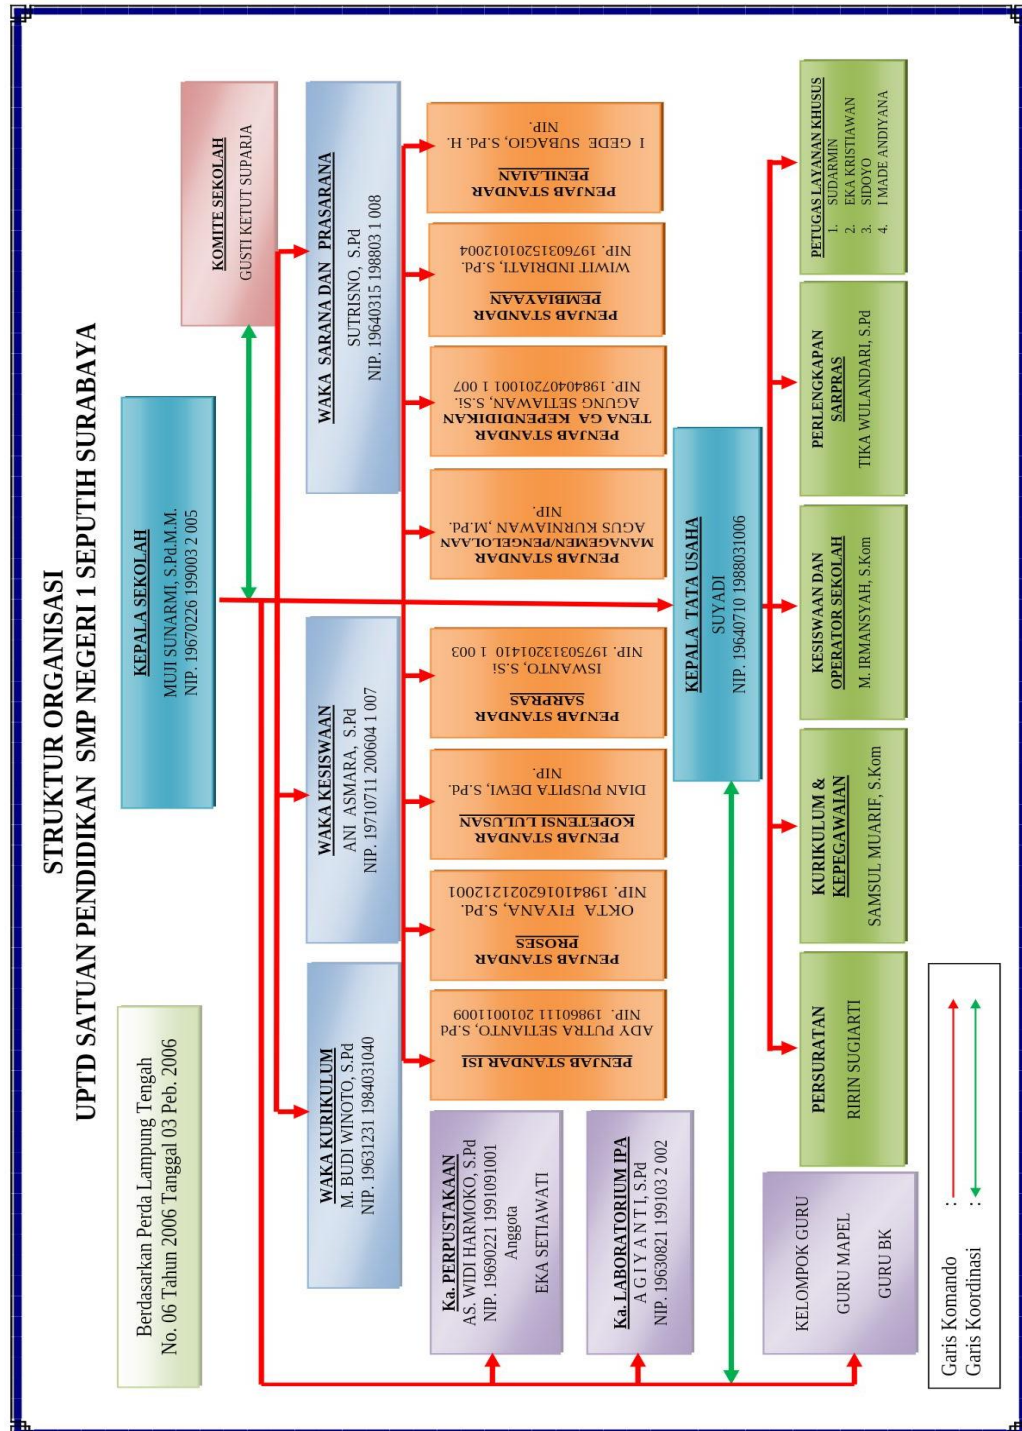 STRUKTUR ORGANISASI
UPTD SATUAN PENDIDIKAN SMP NEGERI 1 SEPUTIH SURABAYA
Berdasarkan Perda Lampung Tengah
No. 06 Tahun 2006 Tanggal 03 Peb. 2006
KEPALA SEKOLAH
MUJI SUNARMI, S.Pd.M.M.
NIP. 19670226 199003 2 005
KOMITE SEKOLAH
GUSTI KETUT SUPARJA
WAKA KURIKULUM
M. BUDI WINOTO, S.Pd
NIP. 19631231 1984031040
WAKA KESISWAAN
ANI ASMARA, S.Pd
NIP. 19710711 200604 1 007
WAKA SARANA DAN PRASARANA
SUTRISNO, S.Pd
NIP. 19640315 198803 1 008
Ka. PERPUSTAKAAN
AS. WIDI HARMOKO, S.Pd
NIP. 19690221 1991091001
Anggota
EKA SETIAWATI
Ka. LABORATORIUM IPA
A G I Y A N T I, S.Pd
NIP. 19630821 199103 2 002
KELOMPOK GURU
GURU MAPEL
GURU BK
PENJAB STANDAR ISI
ADY PUTRA SETIANTO, S.Pd
NIP. 19860111 2010011009
PENJAB STANDAR
PROSES
OKTA FIYANA, S.Pd.
NIP. 198410162021212001
PENJAB STANDAR
KOPETENSI LULUSAN
DIAN PUSPITA DEWI, S.Pd.
NIP.
PENJAB STANDAR
SARPRAS
ISWANTO, S.Si
NIP. 19750313201410 1 003
PENJAB STANDAR
MANAGEMEN/PENGELOLAAN
AGUS KURNIAWAN, M.Pd.
NIP.
PENJAB STANDAR
TENA GA KEPENDIDIKAN
AGUNG SETIAWAN, S.Si.
NIP. 19840407201001 1 007
PENJAB STANDAR
PEMBIAYAAN
WIWIT INDRIATI, S.Pd.
NIP. 197603152010012004
PENJAB STANDAR
PENILAIAN
I GEDE SUBAGIO, S.Pd. H.
NIP.
KEPALA TATA USAHA
SUYADI
NIP. 19640710 1988031006
PERSURATAN
RIRIN SUGIARTI
KURIKULUM &
KEPEGAWAIAN
SAMSUL MUARIF, S.Kom
KESISWAAN DAN
OPERATOR SEKOLAH
M. IRMANSYAH, S.Kom
PERLENGKAPAN
SARPRAS
TIKA WULANDARI, S.Pd
PETUGAS LAYANAN KHUSUS
1. SUDARMIN
2. EKA KRISTIAWAN
3. SIDOYO
4. I MADE ANDIYANA
Garis Komando :
Garis Koordinasi :